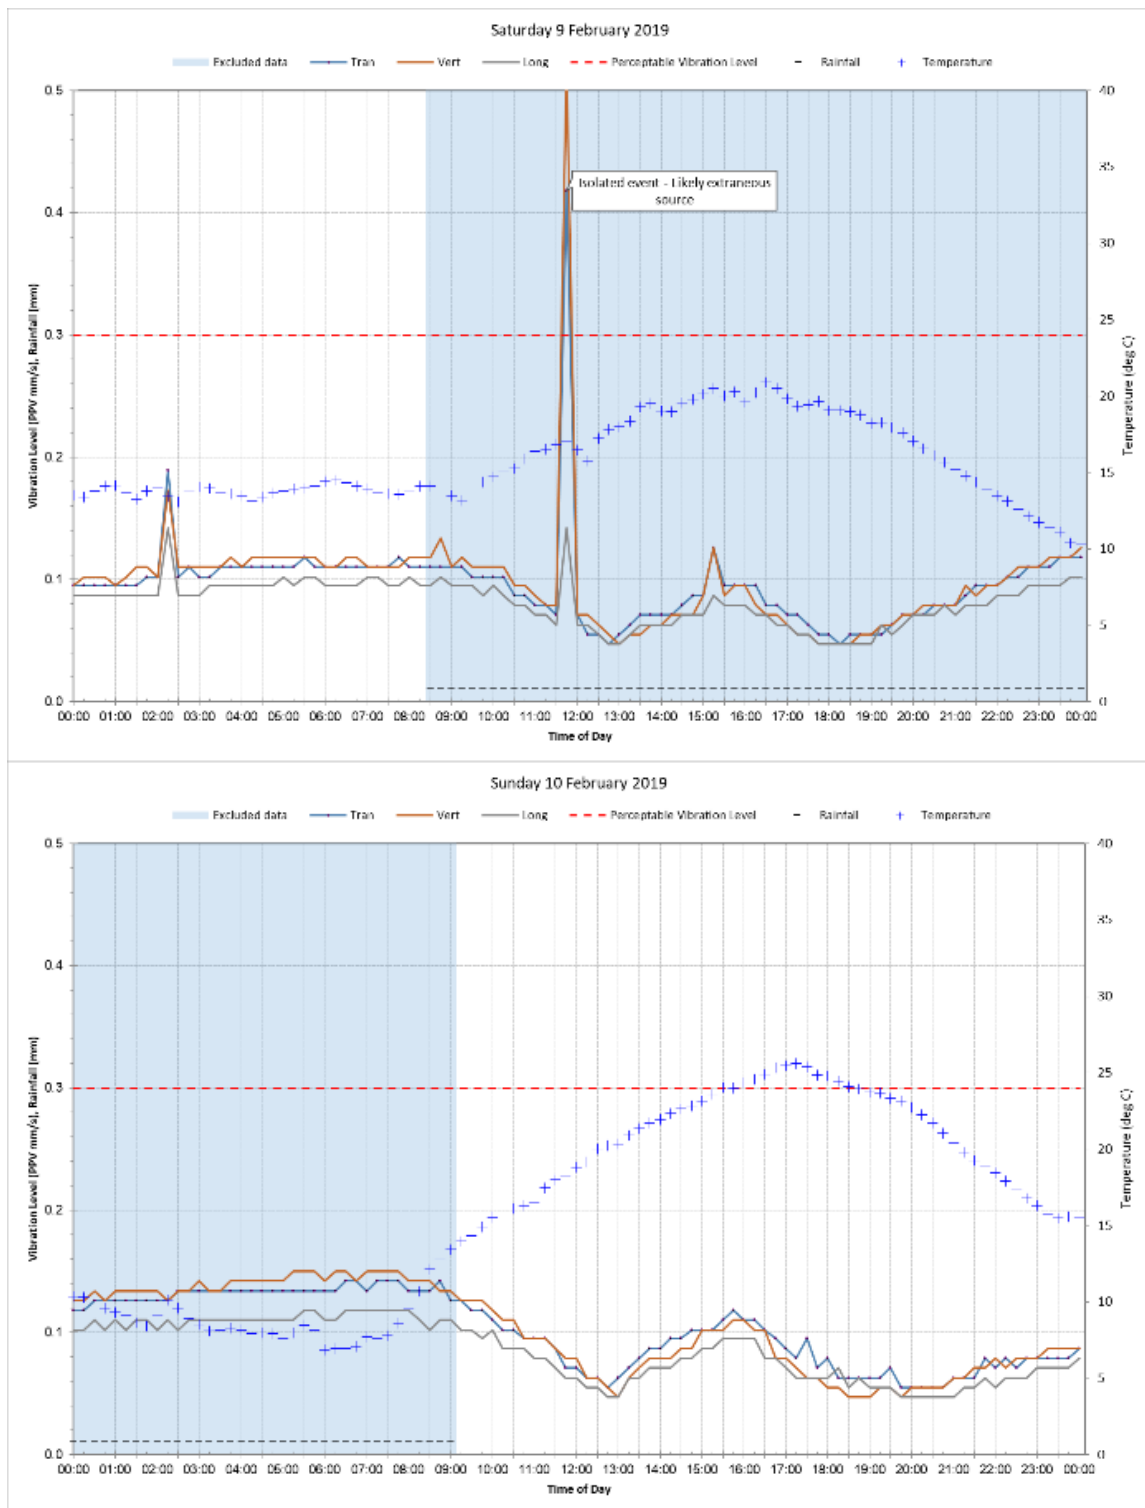 Saturday 9 February 2019
Excluded data Tran Vert Long Perceptable Vibration Level Rainfall Temperature
0.5
0.4
0.3
0.2
0.1
0.0
40
35
30
25
20
15
10
5
0
Vibration Level [PPV mm/s], Rainfall [mm]
Temperature (deg C)
Isolated event - Likely extraneous
source
00:00 01:00 02:00 03:00 04:00 05:00 06:00 07:00 08:00 09:00 10:00 11:00 12:00 13:00 14:00 15:00 16:00 17:00 18:00 19:00 20:00 21:00 22:00 23:00 00:00
Time of Day
Sunday 10 February 2019
Excluded data Tran Vert Long Perceptable Vibration Level Rainfall Temperature
0.5
0.4
0.3
0.2
0.1
0.0
40
35
30
25
20
15
10
5
0
Vibration Level [PPV mm/s], Rainfall [mm]
Temperature (deg C)
00:00 01:00 02:00 03:00 04:00 05:00 06:00 07:00 08:00 09:00 10:00 11:00 12:00 13:00 14:00 15:00 16:00 17:00 18:00 19:00 20:00 21:00 22:00 23:00 00:00
Time of Day